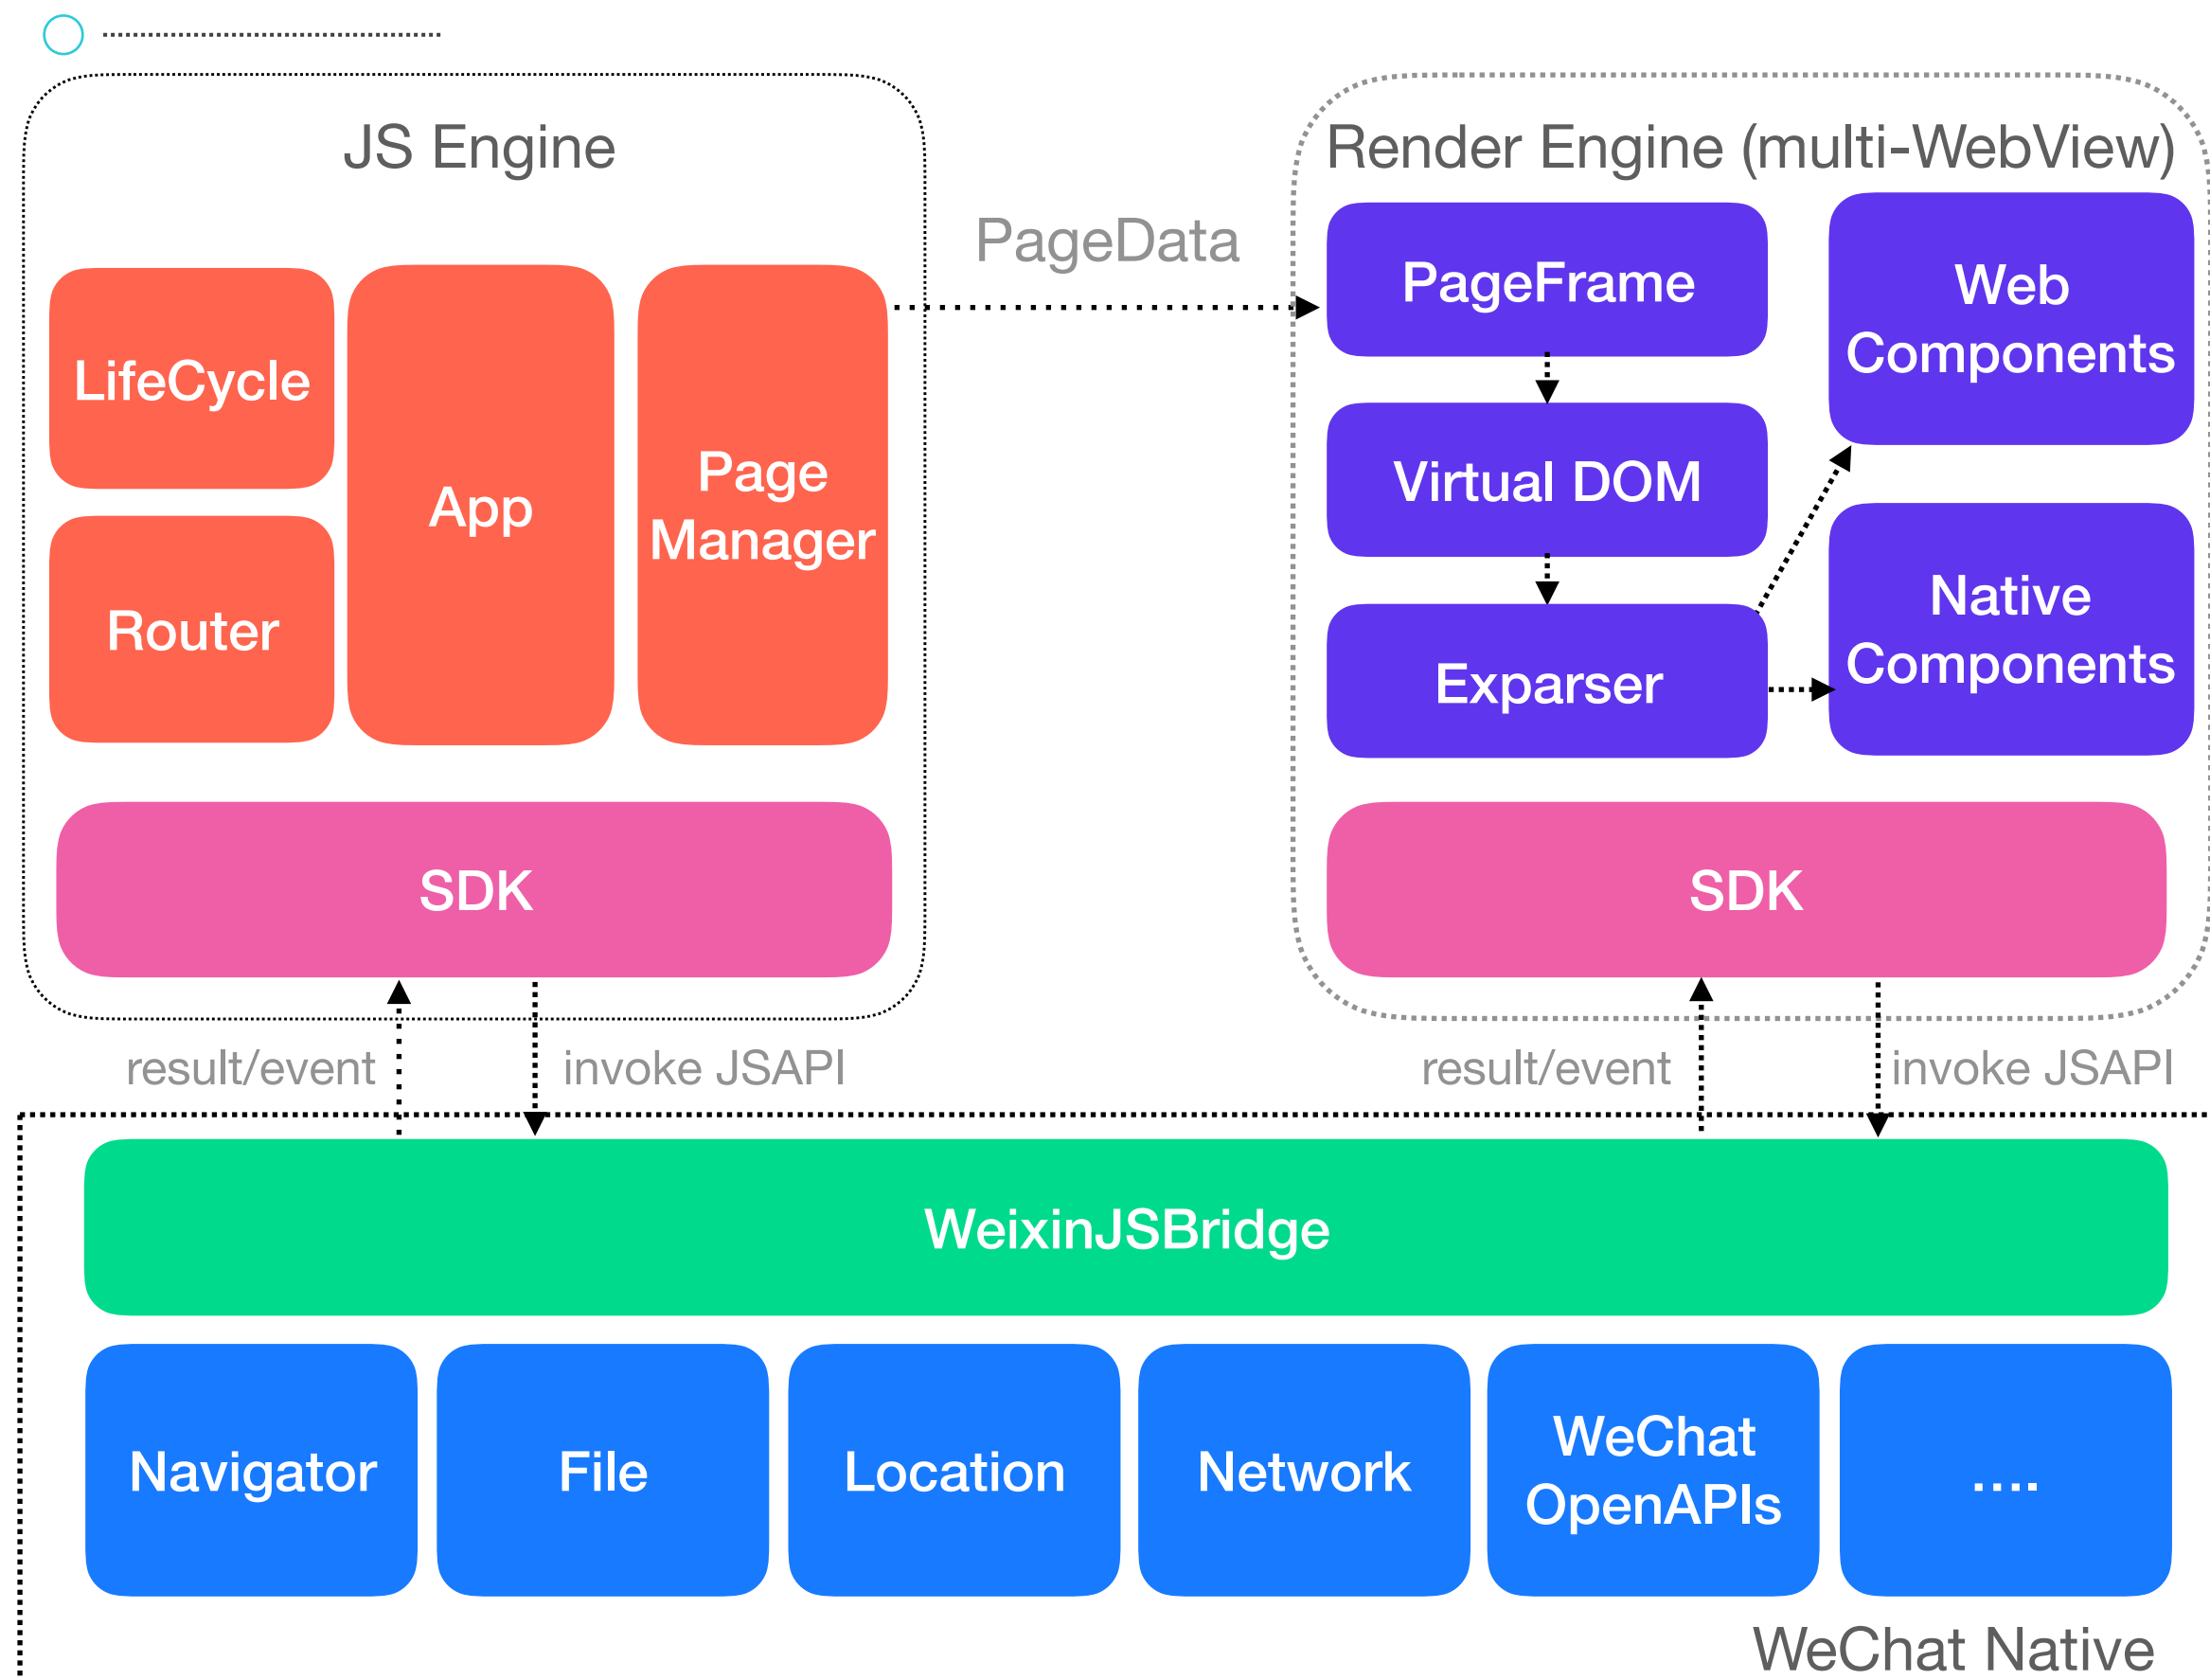 JS Engine
LifeCycle
Router
App
Page
Manager
SDK
PageData
Render Engine (multi-WebView)
PageFrame
Virtual DOM
Exparser
Web
Components
Native
Components
SDK
result/event
invoke JSAPI
result/event
invoke JSAPI
WeixinJSBridge
Navigator
File
Location
Network
WeChat
OpenAPIs
....
WeChat Native